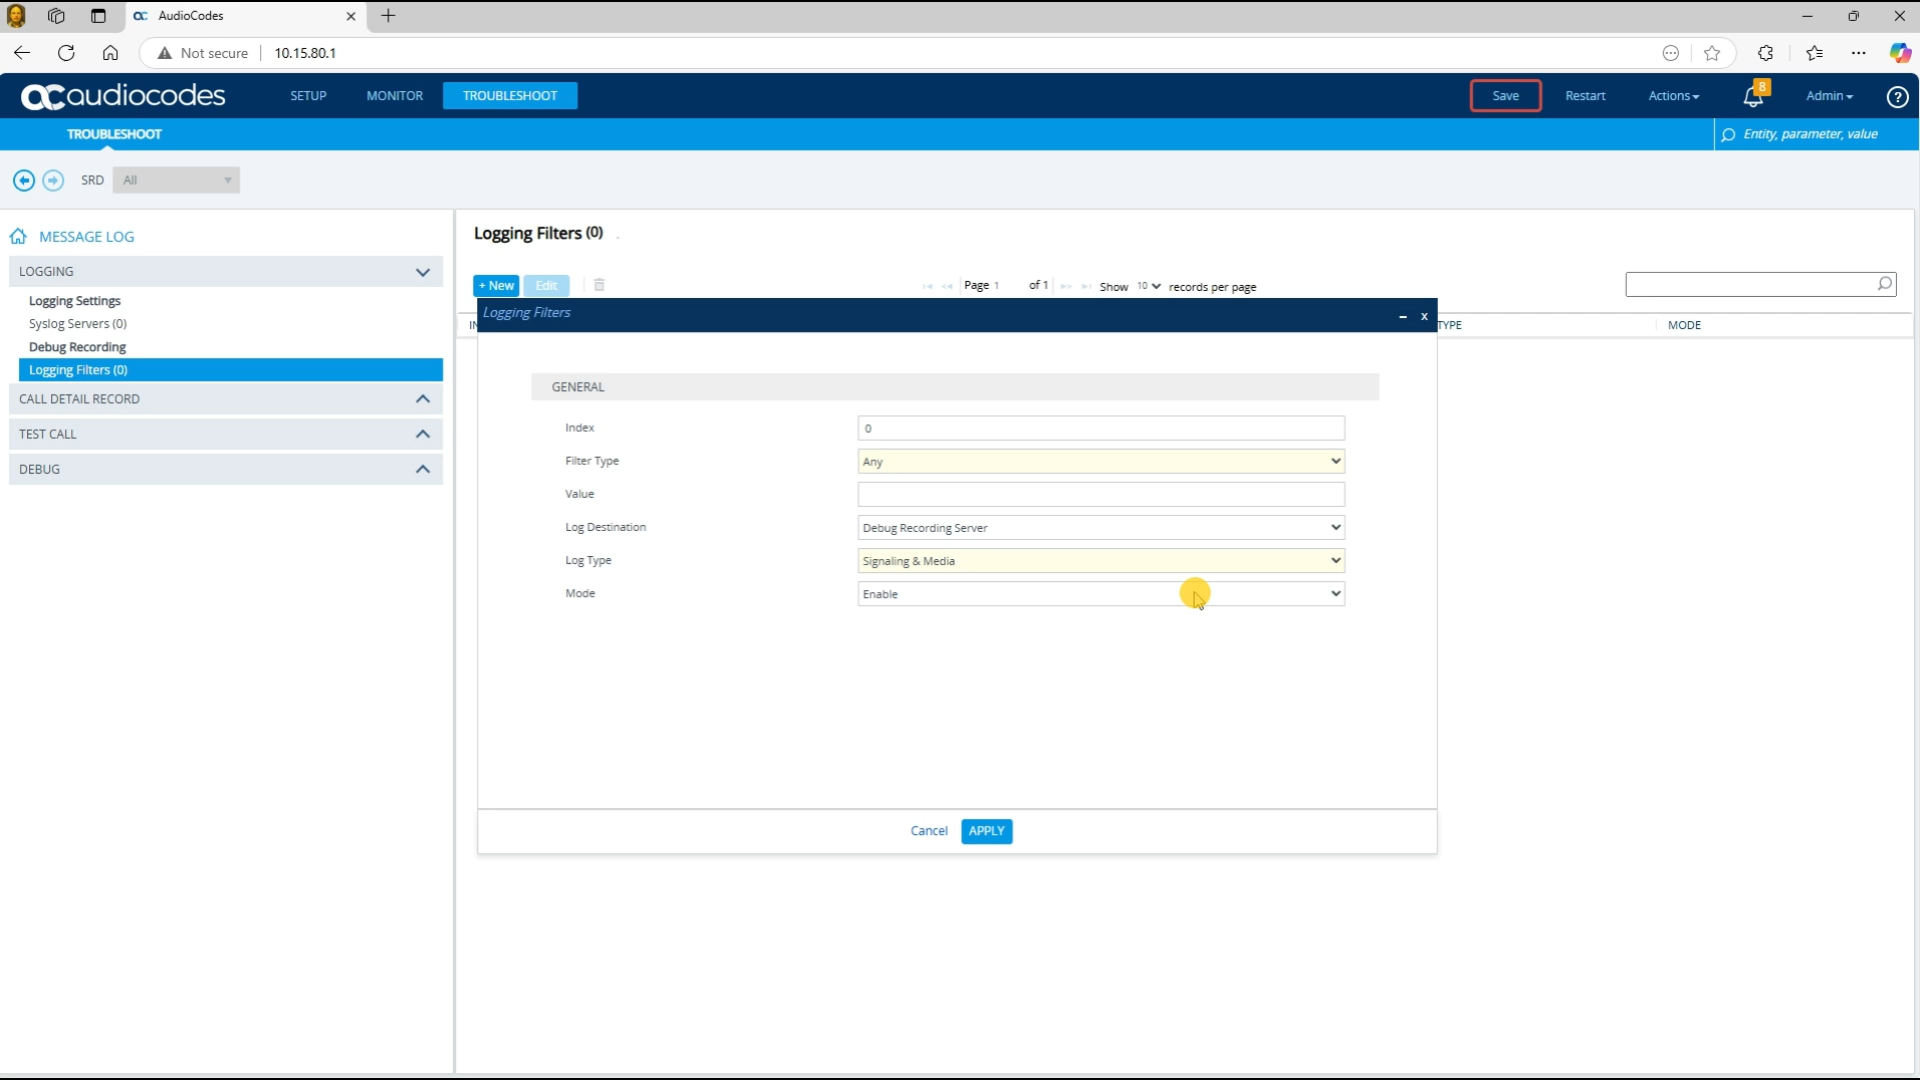 AudioCodes
Not secure 10.15.80.1
audiocodes SETUP MONITOR TROUBLESHOOT Save Restart Actions 8 Admin ?
TROUBLESHOOT Entity, parameter, value
SRD All
MESSAGE LOG
LOGGING
Logging Settings
Syslog Servers (0)
Debug Recording
Logging Filters (0)
CALL DETAIL RECORD
TEST CALL
DEBUG
Logging Filters (0)
+ New Edit Page 1 of 1 Show 10 records per page
TYPE MODE
Logging Filters
GENERAL
Index 0
Filter Type Any
Value
Log Destination Debug Recording Server
Log Type Signaling & Media
Mode Enable
Cancel APPLY